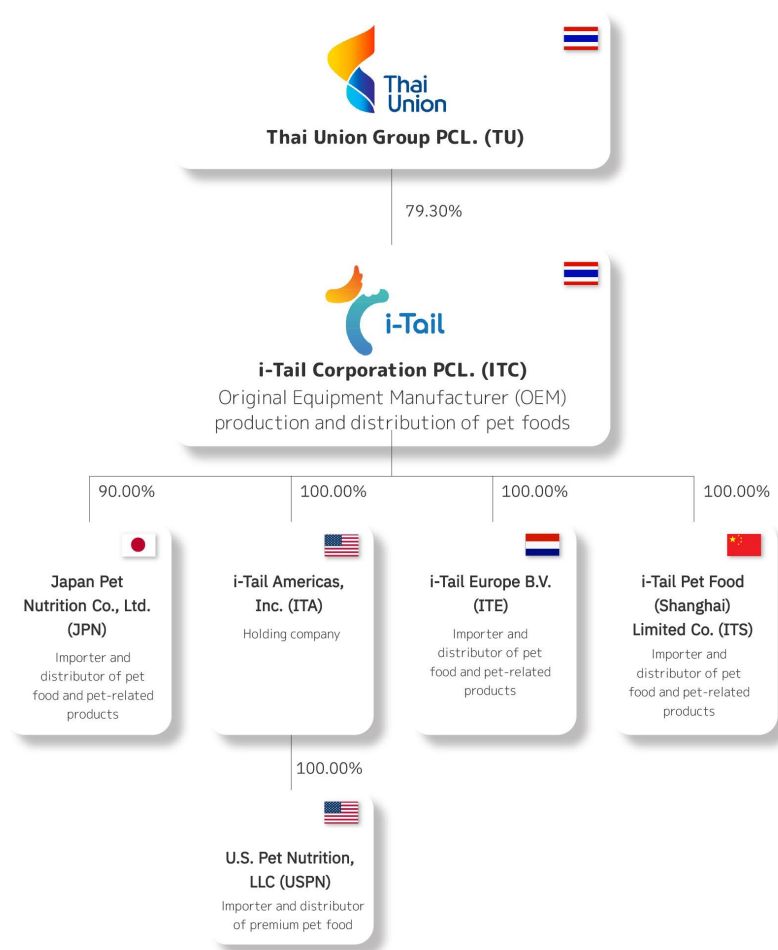 Thai
Union
Thai Union Group PCL. (TU)
79.30%
i-Tail
i-Tail Corporation PCL. (ITC)
Original Equipment Manufacturer (OEM)
production and distribution of pet foods
90.00%
100.00%
100.00%
100.00%
Japan Pet
Nutrition Co., Ltd.
(JPN)
Importer and
distributor of pet
food and pet-related
products
i-Tail Americas,
Inc. (ITA)
Holding company
i-Tail Europe B.V.
(ITE)
Importer and
distributor of pet
food and pet-related
products
i-Tail Pet Food
(Shanghai)
Limited Co. (ITS)
Importer and
distributor of pet
food and pet-related
products
100.00%
U.S. Pet Nutrition,
LLC (USPN)
Importer and distributor
of premium pet food